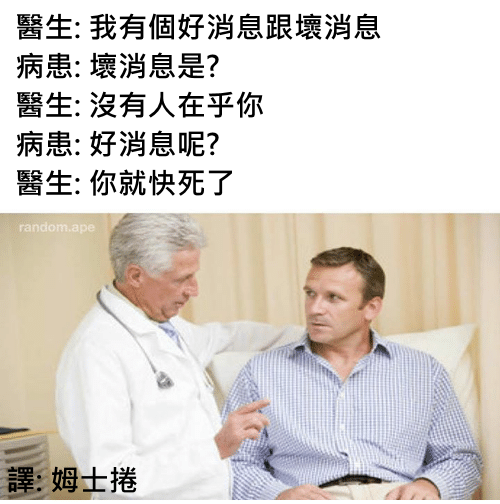 醫生: 我有個好消息跟壞消息
病患: 壞消息是?
醫生: 沒有人在乎你
病患: 好消息呢?
醫生: 你就快死了
random.ape
譯: 姆士捲